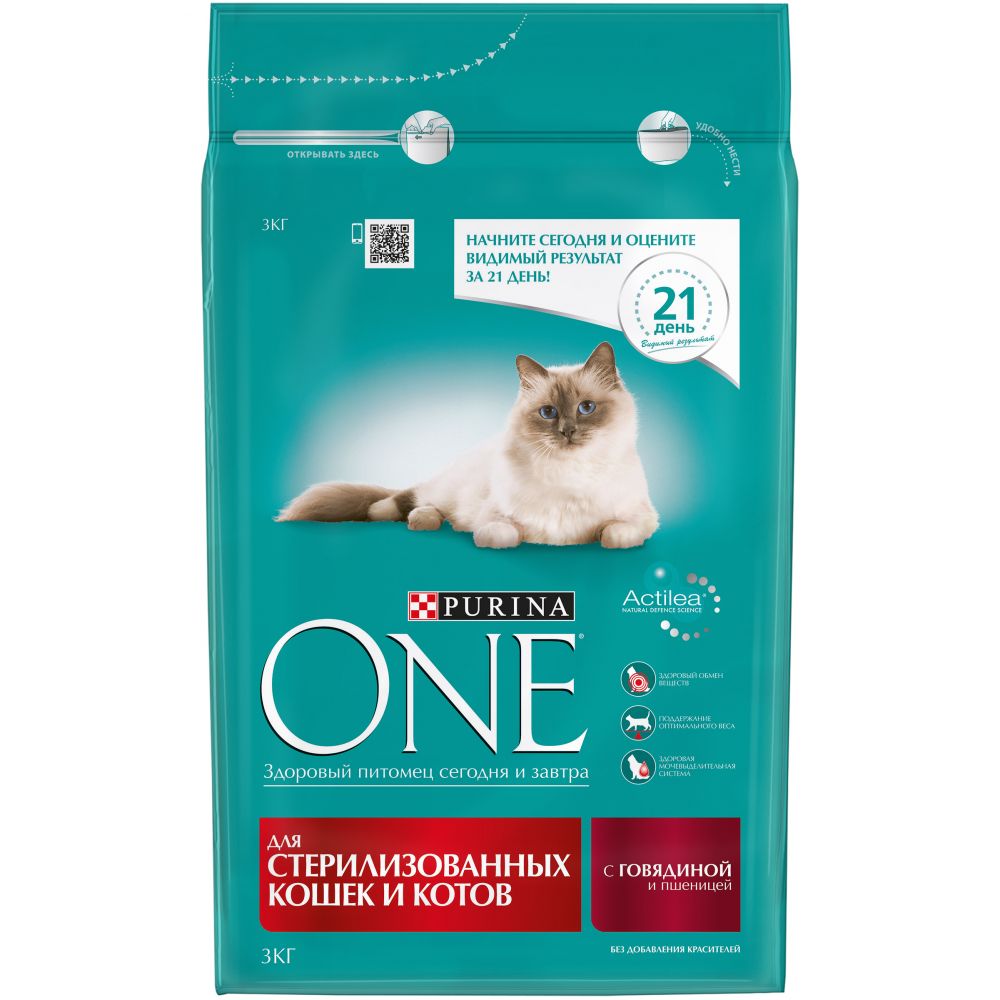 ОТКРЫВАТЬ ЗДЕСЬ
УДОБНО НЕСТИ
3КГ
НАЧНИТЕ СЕГОДНЯ И ОЦЕНИТЕ
ВИДИМЫЙ РЕЗУЛЬТАТ
ЗА 21 ДЕНЬ!
21
день
Видимый результат
PURINA
ONE®
Здоровый питомец сегодня и завтра
Actilea®
NATURAL DEFENCE SCIENCE
ЗДОРОВЫЙ ОБМЕН
ВЕЩЕСТВ
ПОДДЕРЖАНИЕ
ОПТИМАЛЬНОГО ВЕСА
ЗДОРОВАЯ
МОЧЕВЫДЕЛИТЕЛЬНАЯ
СИСТЕМА
ДЛЯ
СТЕРИЛИЗОВАННЫХ
КОШЕК И КОТОВ
С ГОВЯДИНОЙ
И ПШЕНИЦЕЙ
3КГ
БЕЗ ДОБАВЛЕНИЯ КРАСИТЕЛЕЙ